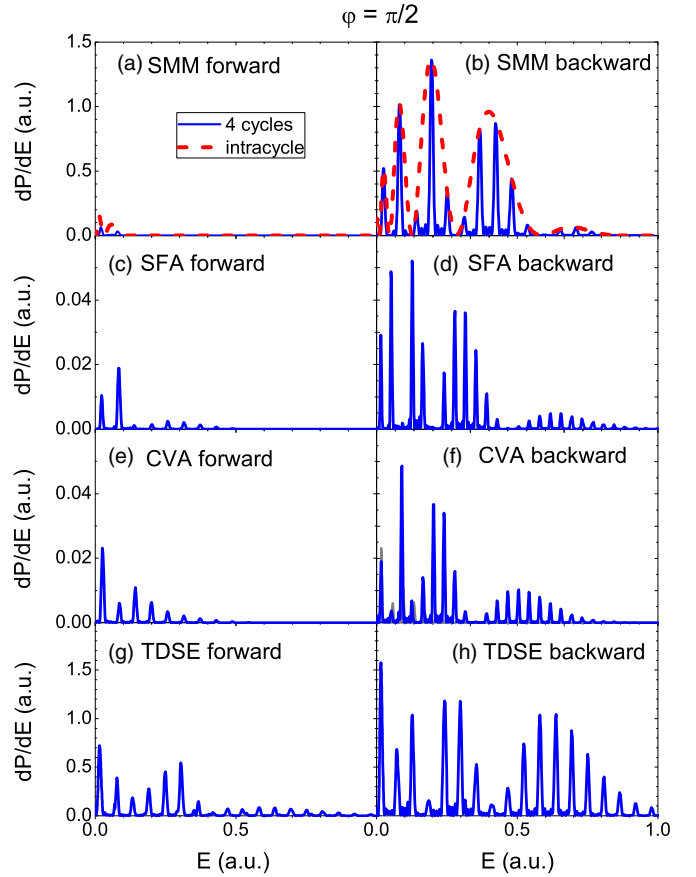 φ = π/2
(a) SMM forward
(b) SMM backward
4 cycles
intracycle
dP/dE (a.u.)
1.5
1.0
0.5
0.0
(c) SFA forward
(d) SFA backward
dP/dE (a.u.)
0.04
0.02
0.00
(e) CVA forward
(f) CVA backward
dP/dE (a.u.)
0.04
0.02
0.00
(g) TDSE forward
(h) TDSE backward
dP/dE (a.u.)
1.5
1.0
0.5
0.0
0.0 0.5 0.0 0.5 1.0
E (a.u.) E (a.u.)